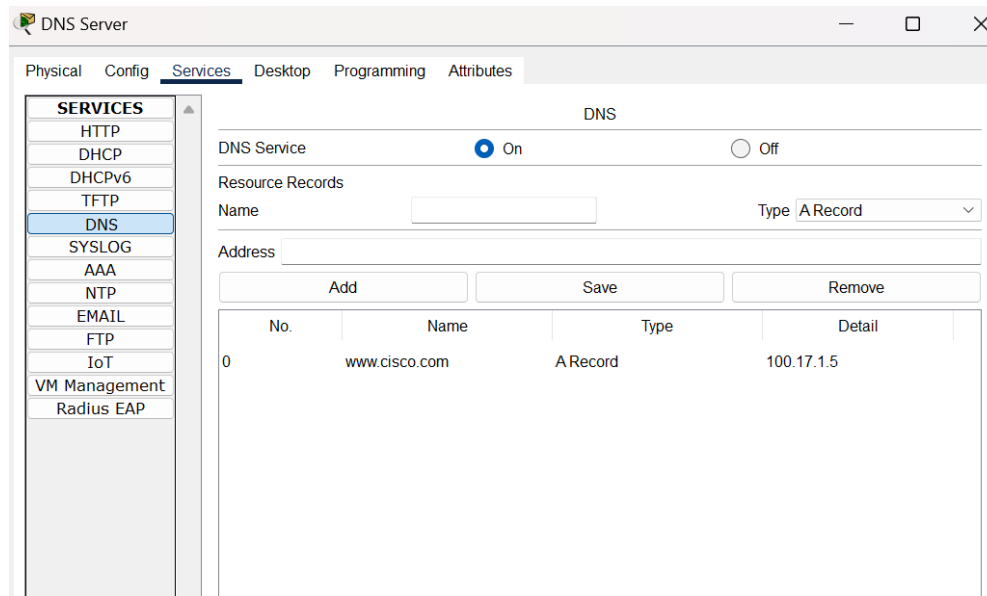 DNS Server
Physical Config Services Desktop Programming Attributes
SERVICES
HTTP
DHCP
DHCPv6
TFTP
DNS
SYSLOG
AAA
NTP
EMAIL
FTP
IoT
VM Management
Radius EAP
DNS
DNS Service On Off
Resource Records
Name Type A Record
Address
Add Save Remove
No. Name Type Detail
0 www.cisco.com A Record 100.17.1.5